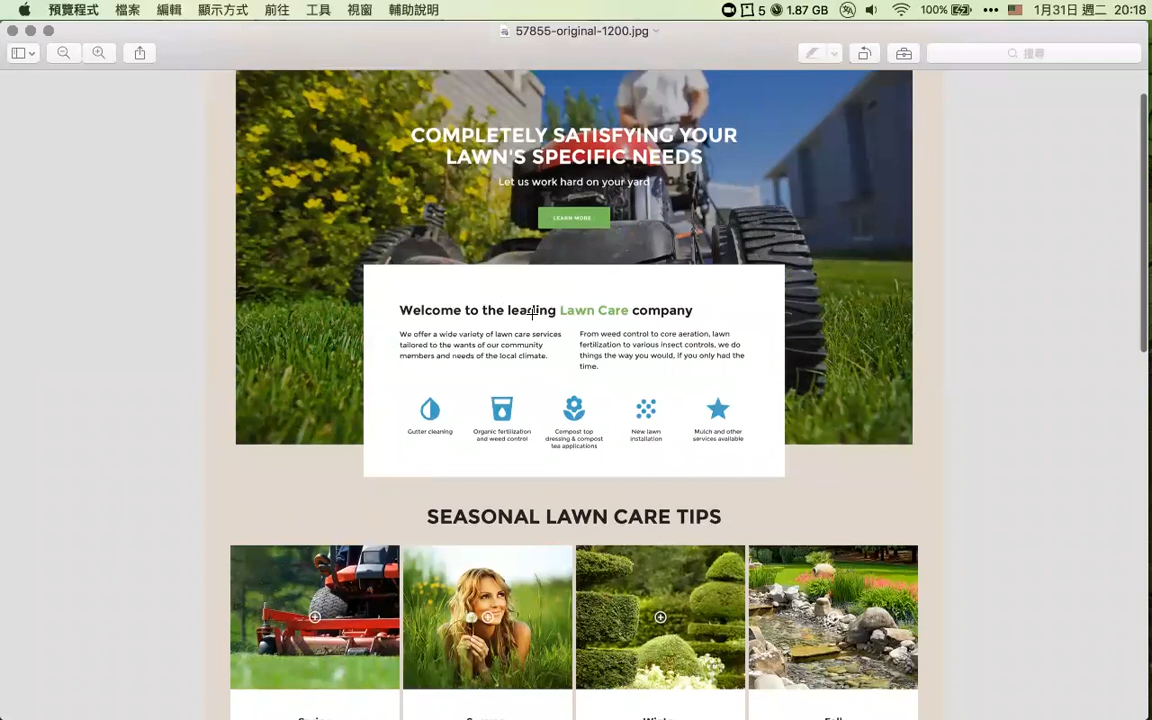 預覽程式 檔案 編輯 顯示方式 前往 工具 視窗 輔助說明 5 1.87 GB 100% 1月31日 週二 20:18
57855-original-1200.jpg
搜尋
COMPLETELY SATISFYING YOUR
LAWN'S SPECIFIC NEEDS
Let us work hard on your yard
LEARN MORE
Welcome to the leading Lawn Care company
We offer a wide variety of lawn care services
tailored to the wants of our community
members and needs of the local climate.
From weed control to core aeration, lawn
fertilization to various insect controls, we do
things the way you would, if you only had the
time.
Gutter cleaning
Organic fertilization
and weed control
Compost top
dressing & compost
tea applications
New lawn
installation
Mulch and other
services available
SEASONAL LAWN CARE TIPS